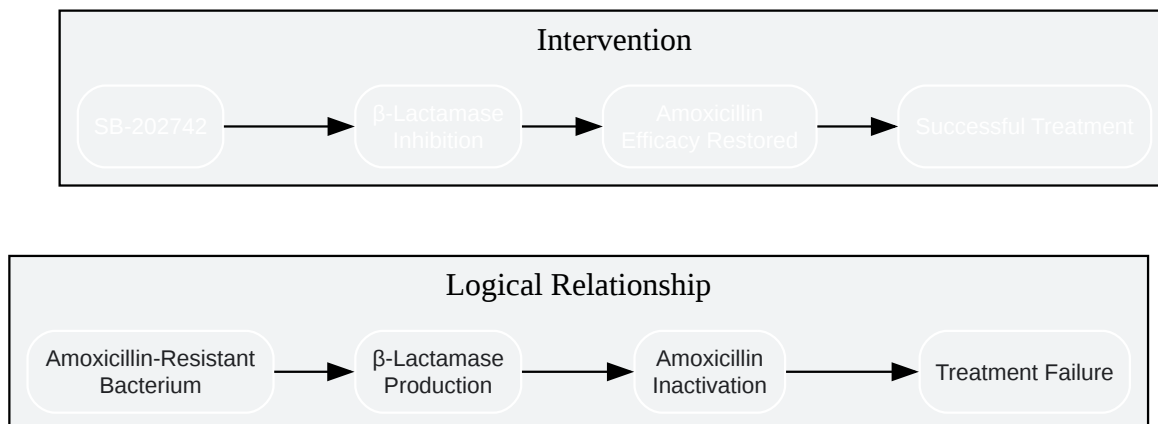 Intervention
SB-202742
β-Lactamase
Inhibition
Amoxicillin
Efficacy Restored
Successful Treatment
Logical Relationship
Amoxicillin-Resistant
Bacterium
β-Lactamase
Production
Amoxicillin
Inactivation
Treatment Failure